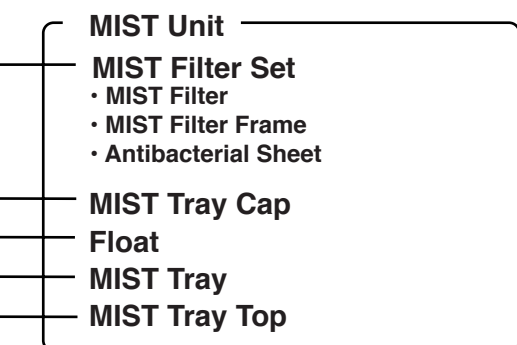 MIST Unit
MIST Filter Set
・MIST Filter
・MIST Filter Frame
・Antibacterial Sheet
MIST Tray Cap
Float
MIST Tray
MIST Tray Top